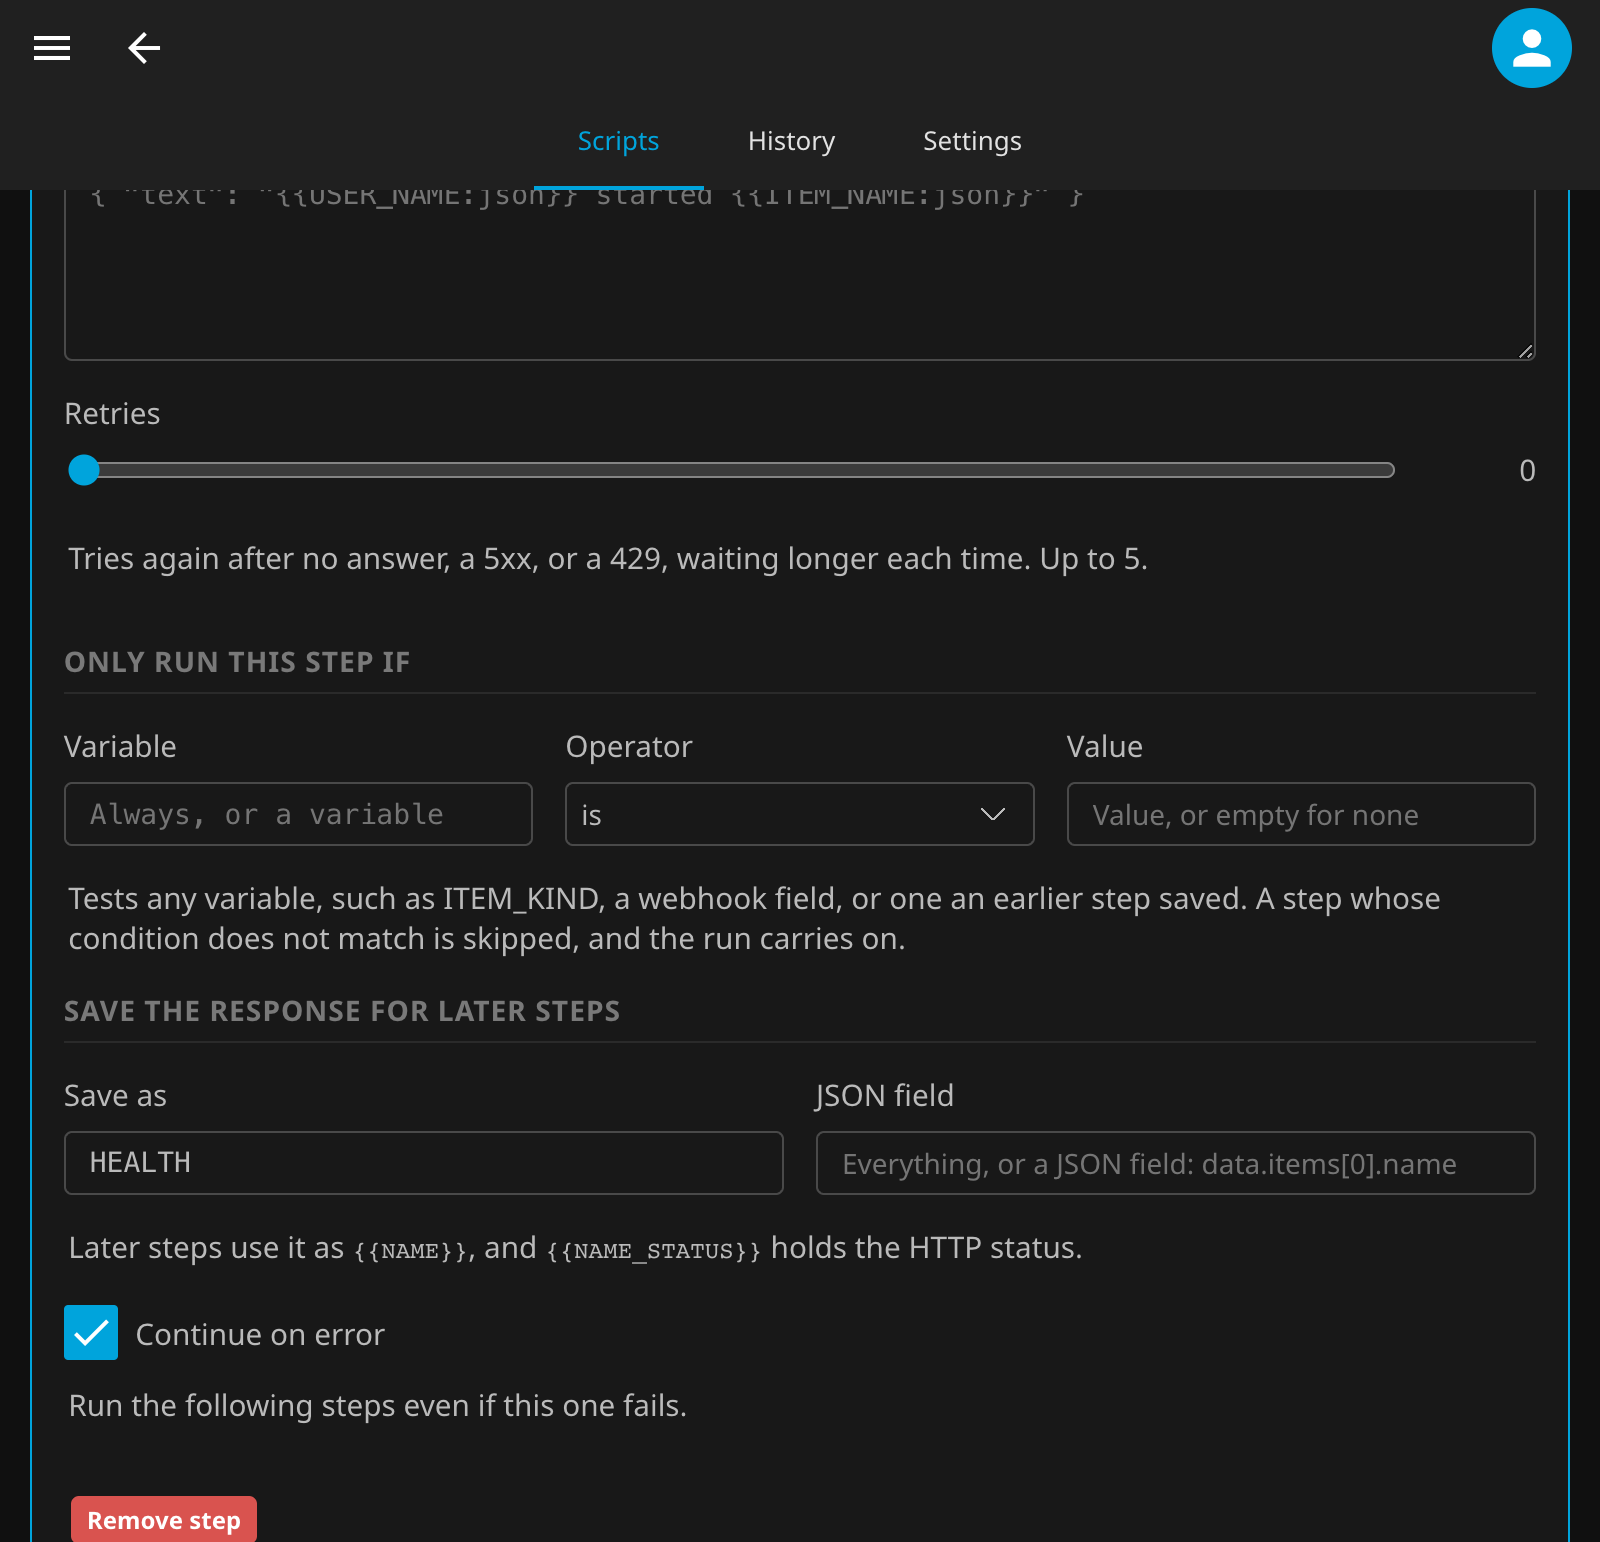 Scripts History Settings
{ "text": "{{USER_NAME:json}} started {{ITEM_NAME:json}}" }
Retries
0
Tries again after no answer, a 5xx, or a 429, waiting longer each time. Up to 5.
ONLY RUN THIS STEP IF
Variable Operator Value
Always, or a variable is Value, or empty for none
Tests any variable, such as ITEM_KIND, a webhook field, or one an earlier step saved. A step whose
condition does not match is skipped, and the run carries on.
SAVE THE RESPONSE FOR LATER STEPS
Save as JSON field
HEALTH Everything, or a JSON field: data.items[0].name
Later steps use it as {{NAME}}, and {{NAME_STATUS}} holds the HTTP status.
Continue on error
Run the following steps even if this one fails.
Remove step